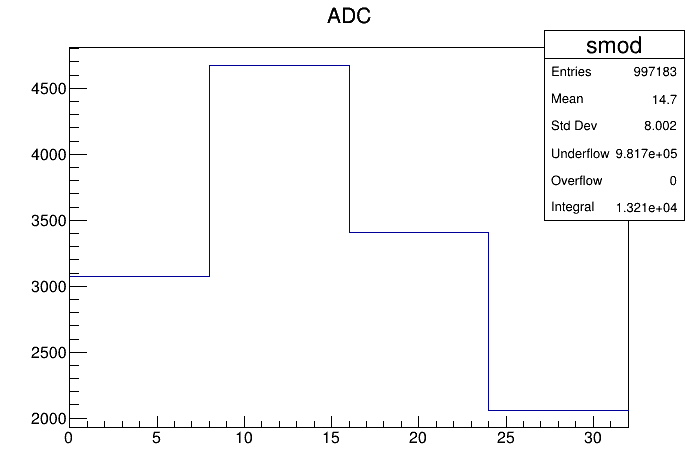 ADC
smod
Entries 997183
Mean 14.7
Std Dev 8.002
Underflow 9.817e+05
Overflow 0
Integral 1.321e+04
4500
4000
3500
3000
2500
2000
0 5 10 15 20 25 30